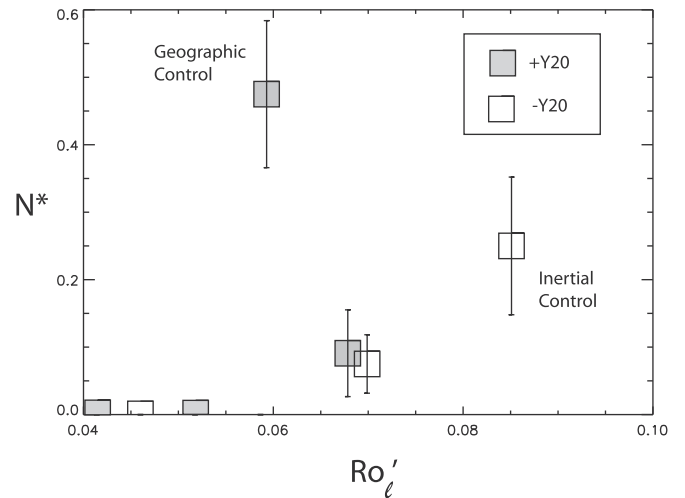 0.6
Geographic
Control
+Y20
-Y20
0.4
N*
Inertial
Control
0.2
0.0
0.04
0.06
0.08
0.10
Roℓ′